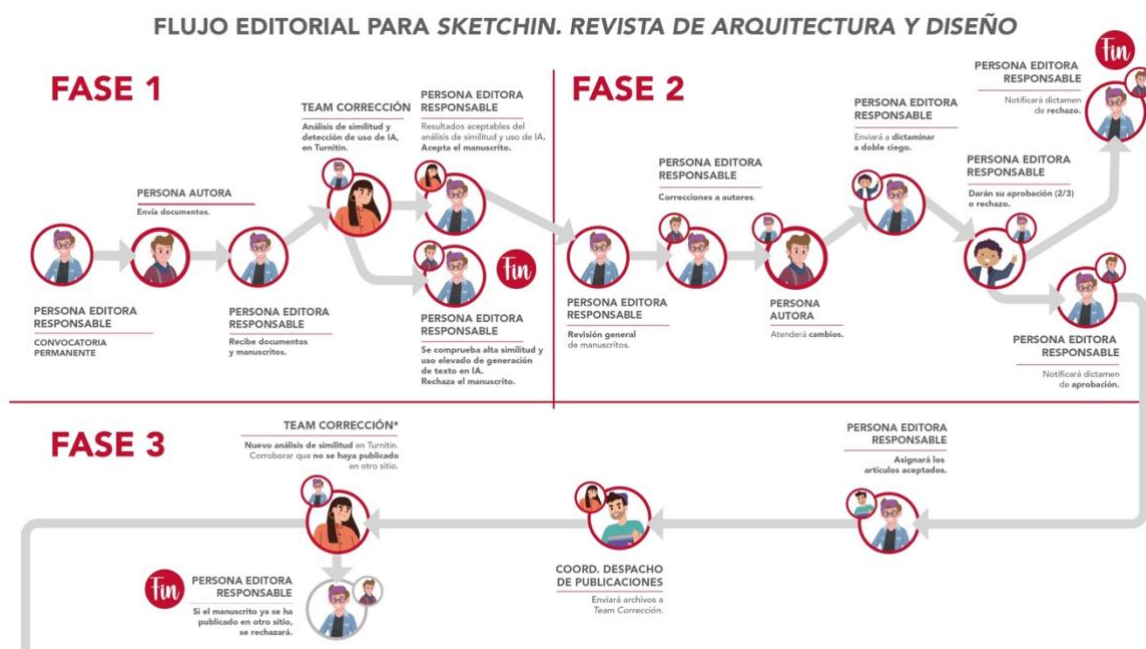 FLUJO EDITORIAL PARA SKETCHIN. REVISTA DE ARQUITECTURA Y DISEÑO
FASE 1
PERSONA EDITORA
RESPONSABLE
CONVOCATORIA
PERMANENTE
PERSONA AUTORA
Envía documentos.
PERSONA EDITORA
RESPONSABLE
Recibe documentos
y manuscritos.
TEAM CORRECCIÓN
Análisis de similitud y
detección de uso de IA,
en Turnitin.
PERSONA EDITORA
RESPONSABLE
Resultados aceptables del
análisis de similitud y uso de IA.
Acepta el manuscrito.
Fin
PERSONA EDITORA
RESPONSABLE
Se comprueba alta similitud y
uso elevado de generación
de texto en IA.
Rechaza el manuscrito.
FASE 2
PERSONA EDITORA
RESPONSABLE
Revisión general
de manuscritos.
PERSONA EDITORA
RESPONSABLE
Correcciones a autores.
PERSONA
AUTORA
Atenderá cambios.
PERSONA EDITORA
RESPONSABLE
Enviará a dictaminar
a doble ciego.
PERSONA EDITORA
RESPONSABLE
Darán su aprobación (2/3)
o rechazo.
Fin
PERSONA EDITORA
RESPONSABLE
Notificará dictamen
de rechazo.
PERSONA EDITORA
RESPONSABLE
Notificará dictamen
de aprobación.
FASE 3
PERSONA EDITORA
RESPONSABLE
Asignará los
artículos aceptados.
COORD. DESPACHO
DE PUBLICACIONES
Enviará archivos a
Team Corrección.
TEAM CORRECCIÓN*
Nuevo análisis de similitud en Turnitin.
Corroborar que no se haya publicado
en otro sitio.
Fin
PERSONA EDITORA
RESPONSABLE
Si el manuscrito ya se ha
publicado en otro sitio,
se rechazará.